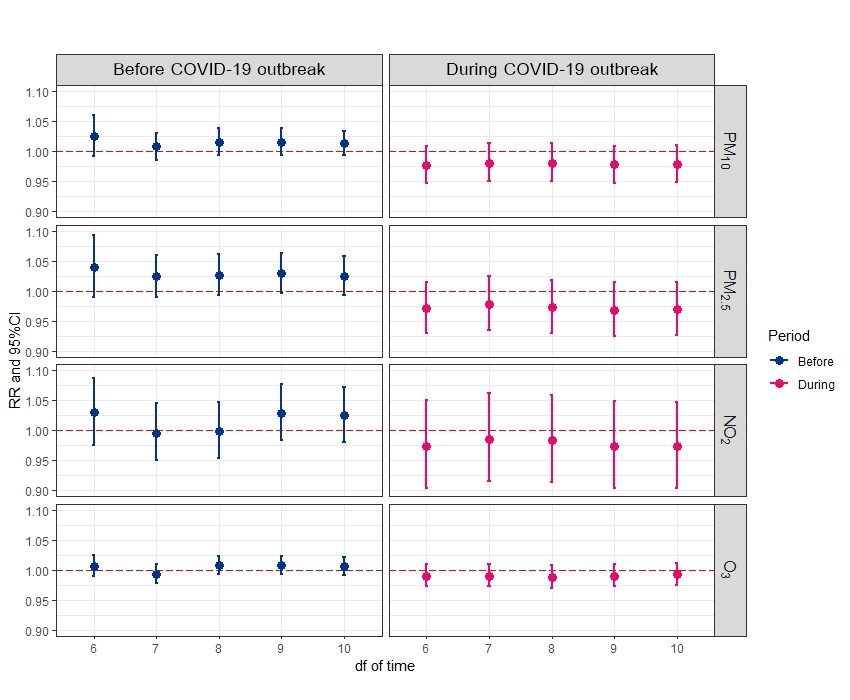 Before COVID-19 outbreak
During COVID-19 outbreak
1.10
1.05
1.00
0.95
0.90
PM10
1.10
1.05
1.00
0.95
0.90
PM2.5
1.10
1.05
1.00
0.95
0.90
NO2
1.10
1.05
1.00
0.95
0.90
O3
RR and 95%CI
6 7 8 9 10
6 7 8 9 10
df of time
Period
Before
During